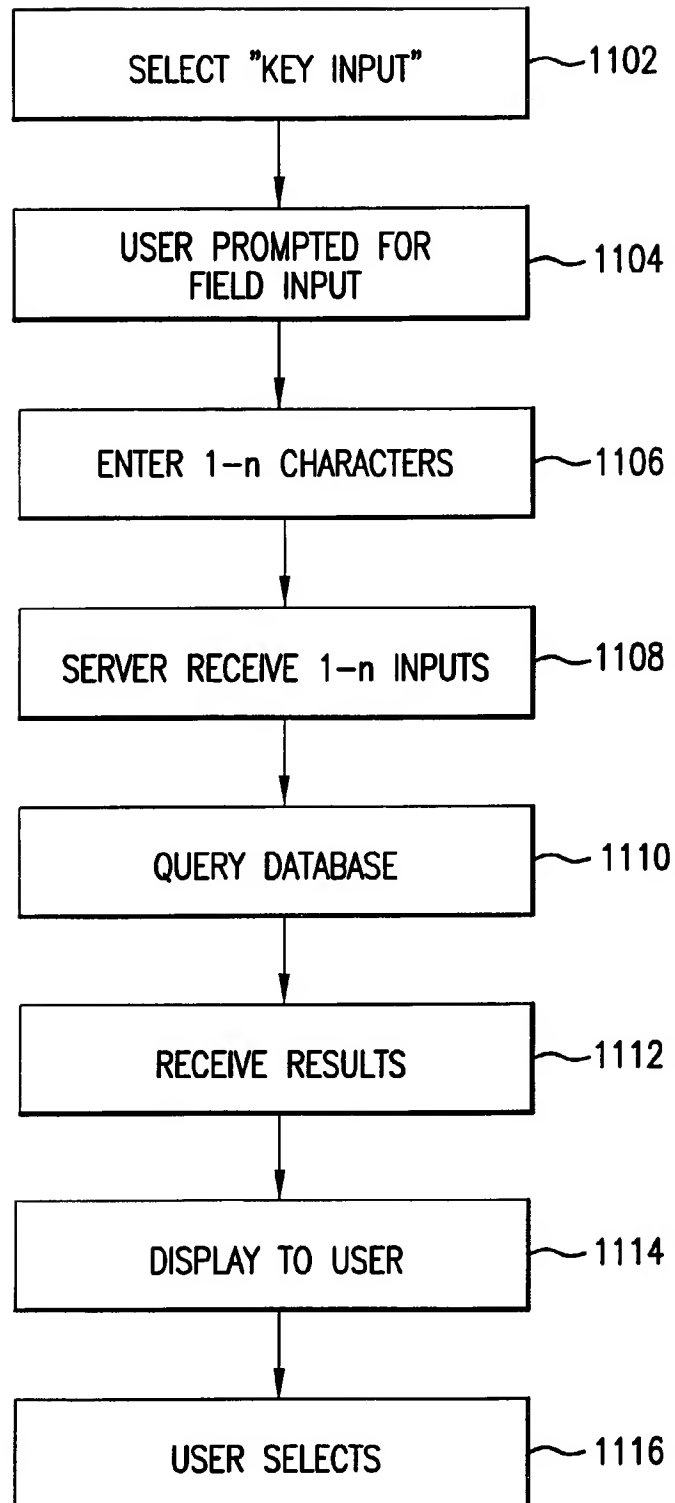 SELECT "KEY INPUT" 1102
USER PROMPTED FOR
FIELD INPUT 1104
ENTER 1-n CHARACTERS 1106
SERVER RECEIVE 1-n INPUTS 1108
QUERY DATABASE 1110
RECEIVE RESULTS 1112
DISPLAY TO USER 1114
USER SELECTS 1116